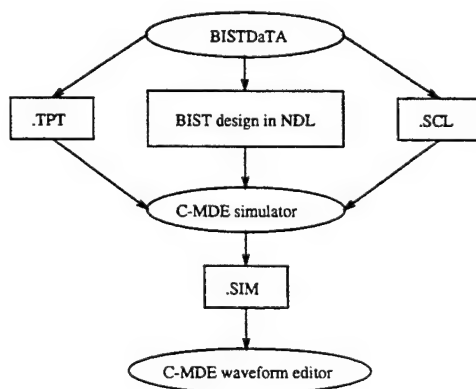 BISTDaTA
.TPT
BIST design in NDL
.SCL
C-MDE simulator
.SIM
C-MDE waveform editor